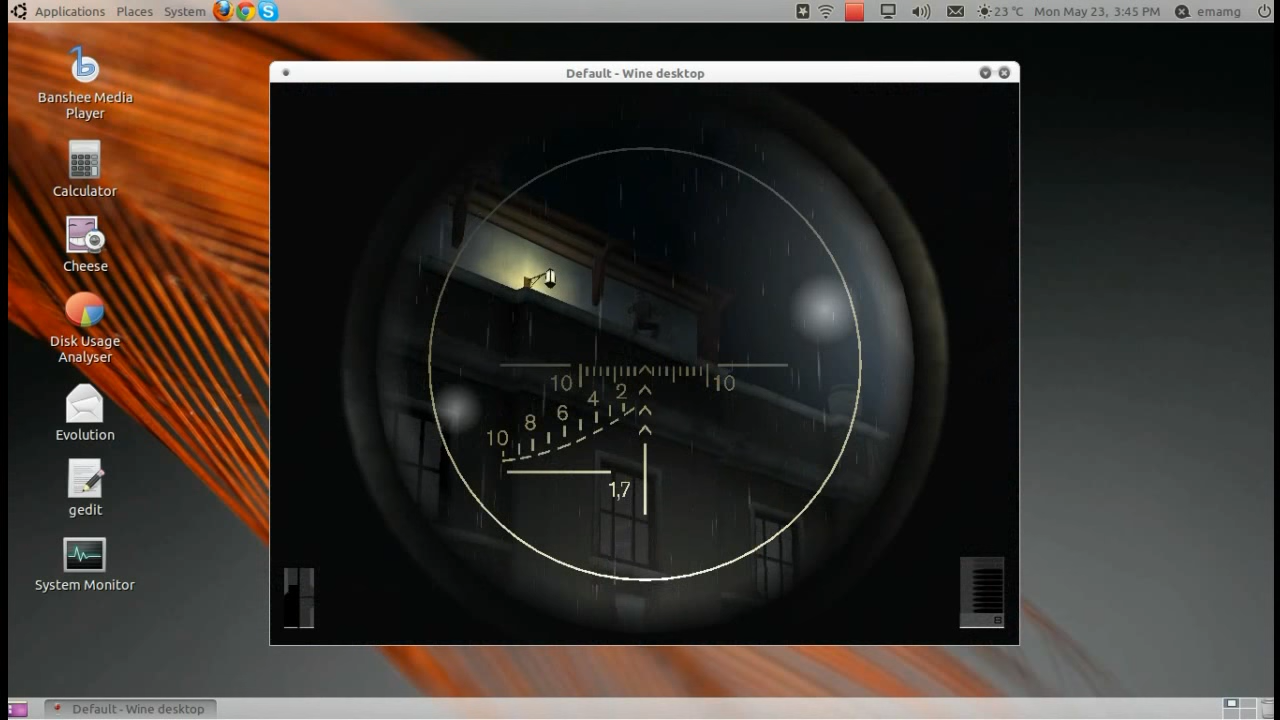 Applications Places System
23 °C Mon May 23, 3:45 PM emamg
Banshee Media
Player
Calculator
Cheese
Disk Usage
Analyser
Evolution
gedit
System Monitor
Default - Wine desktop
10 10
2
4
6
8
10
1,7
Default - Wine desktop